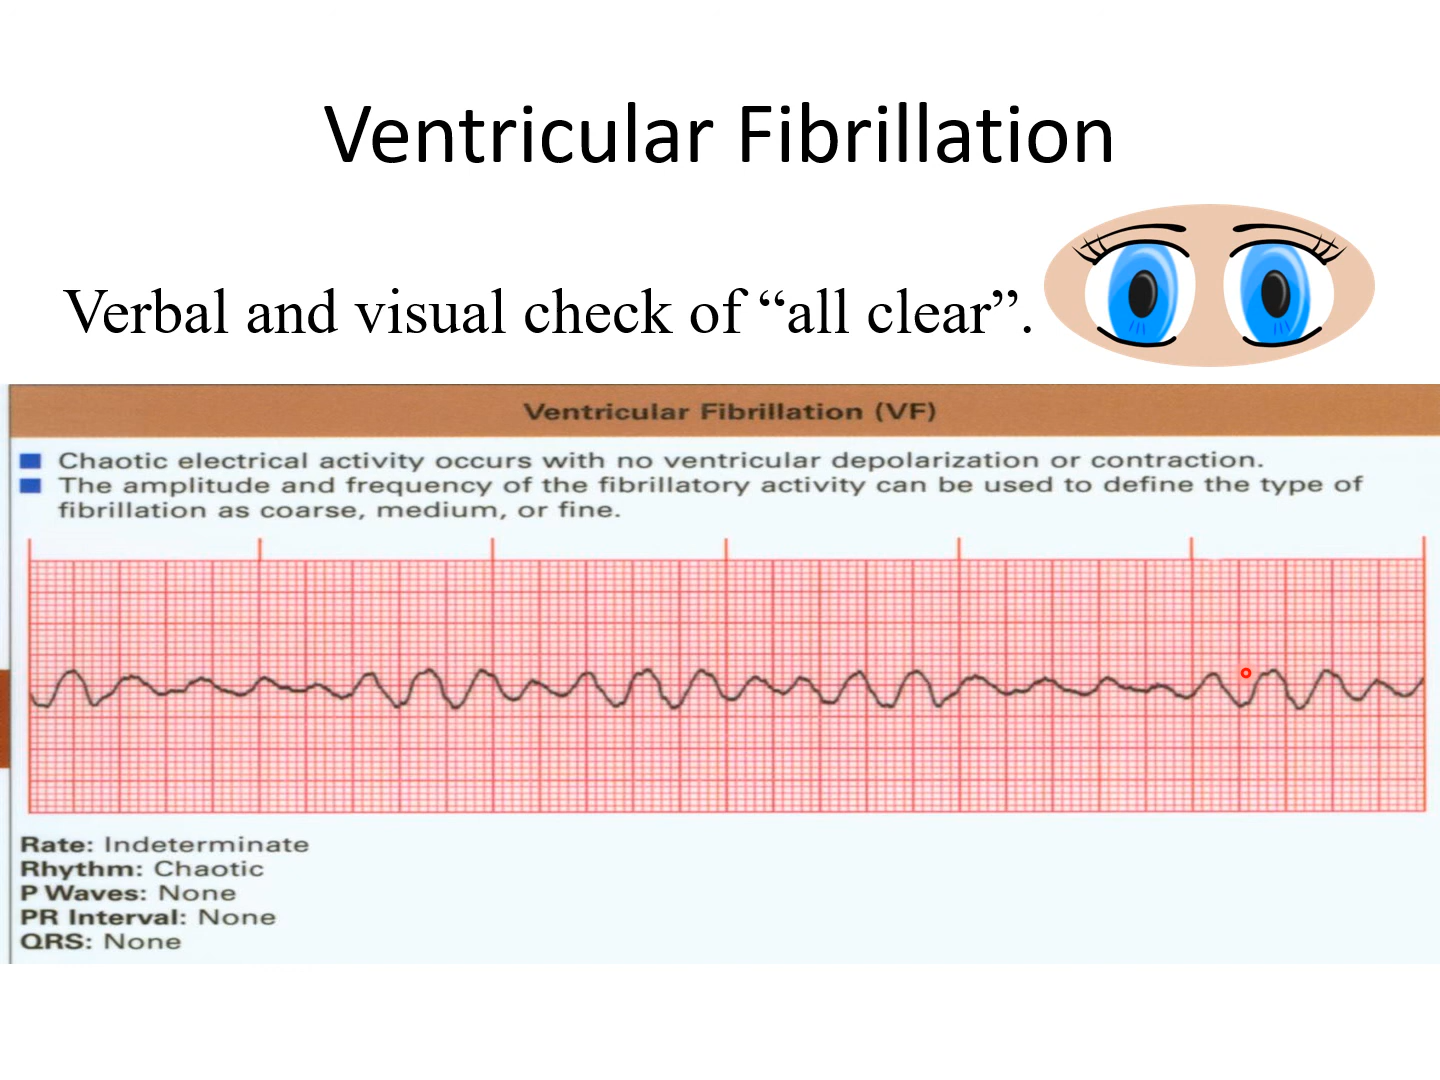 Ventricular Fibrillation
Verbal and visual check of “all clear”.
Ventricular Fibrillation (VF)
Chaotic electrical activity occurs with no ventricular depolarization or contraction.
The amplitude and frequency of the fibrillatory activity can be used to define the type of
fibrillation as coarse, medium, or fine.
Rate: Indeterminate
Rhythm: Chaotic
P Waves: None
PR Interval: None
QRS: None